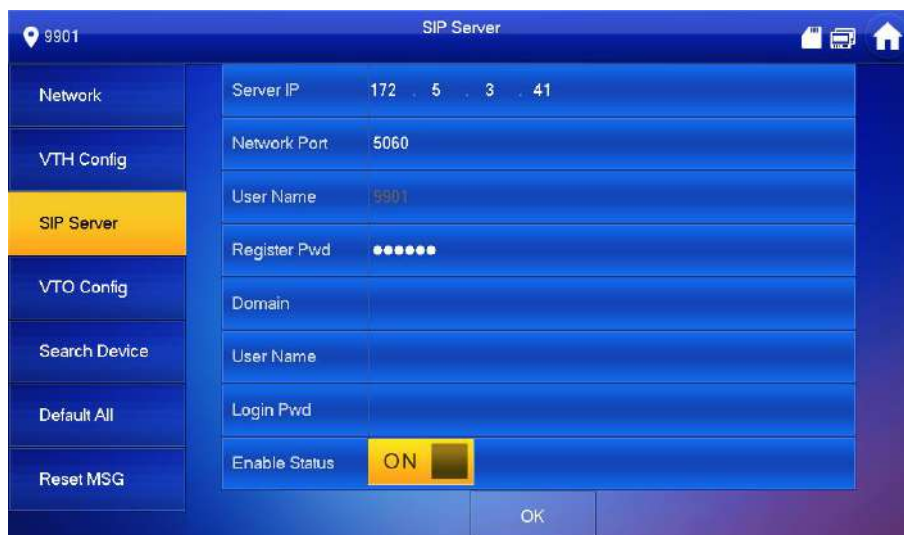 9901
SIP Server
Network
VTH Config
SIP Server
VTO Config
Search Device
Default All
Reset MSG
Server IP 172 . 5 . 3 . 41
Network Port 5060
User Name 9901
Register Pwd ●●●●●●
Domain
User Name
Login Pwd
Enable Status ON
OK